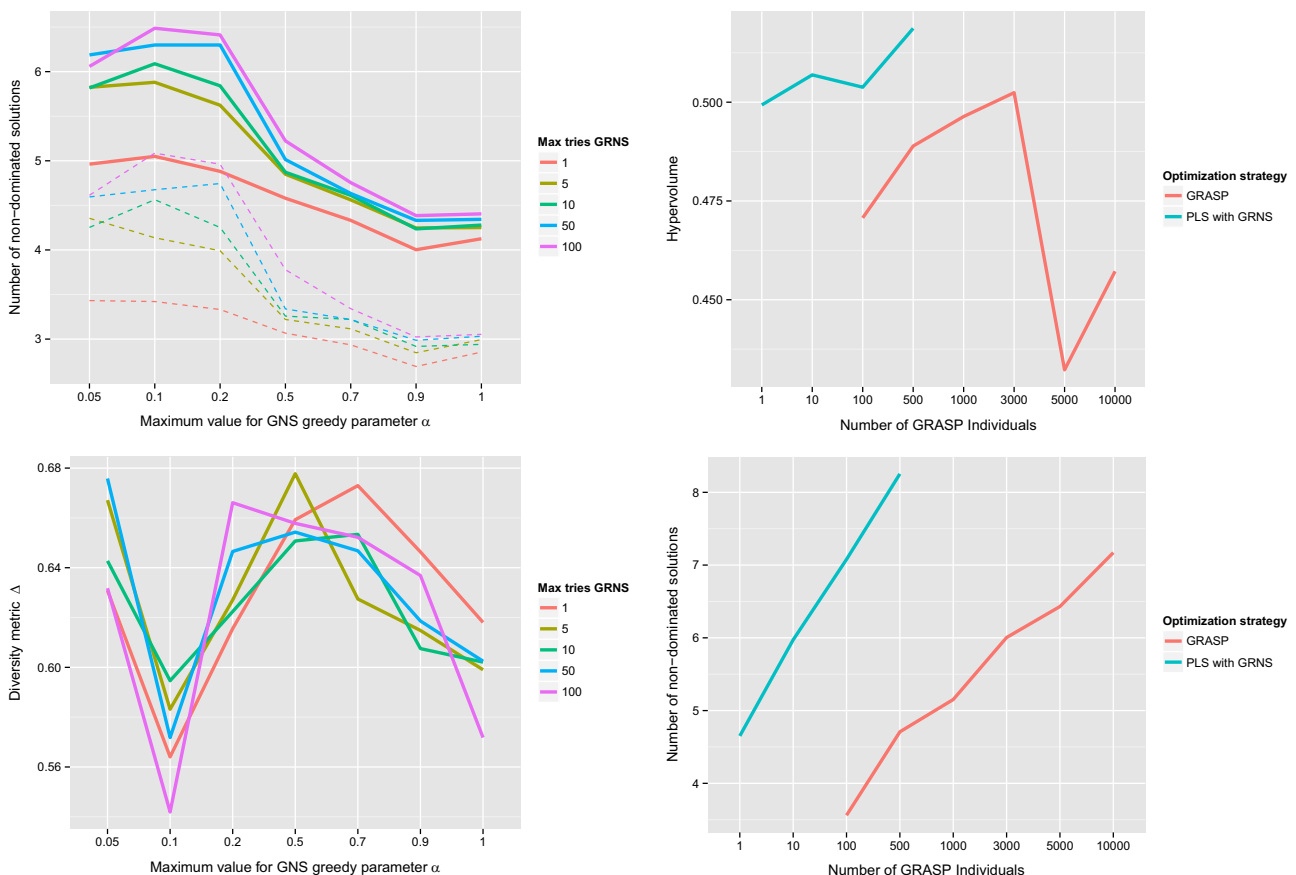 Number of non-dominated solutions
6
5
4
3
0.05 0.1 0.2 0.5 0.7 0.9 1
Maximum value for GNS greedy parameter α
Max tries GRNS
1
5
10
50
100
Hypervolume
0.500
0.475
0.450
1 10 100 500 1000 3000 5000 10000
Number of GRASP Individuals
Optimization strategy
GRASP
PLS with GRNS
Diversity metric Δ
0.68
0.64
0.60
0.56
0.05 0.1 0.2 0.5 0.7 0.9 1
Maximum value for GNS greedy parameter α
Max tries GRNS
1
5
10
50
100
Number of non-dominated solutions
8
7
6
5
4
1 10 100 500 1000 3000 5000 10000
Number of GRASP Individuals
Optimization strategy
GRASP
PLS with GRNS